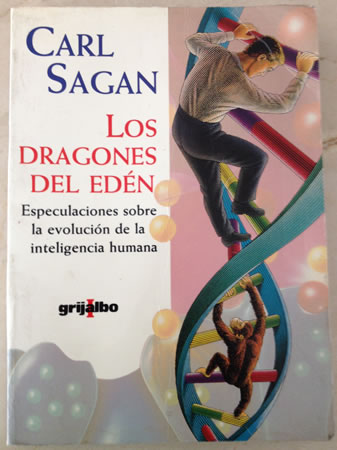 CARL
SAGAN
LOS
DRAGONES
DEL EDÉN
Especulaciones sobre
la evolución de la
inteligencia humana
grijalbo